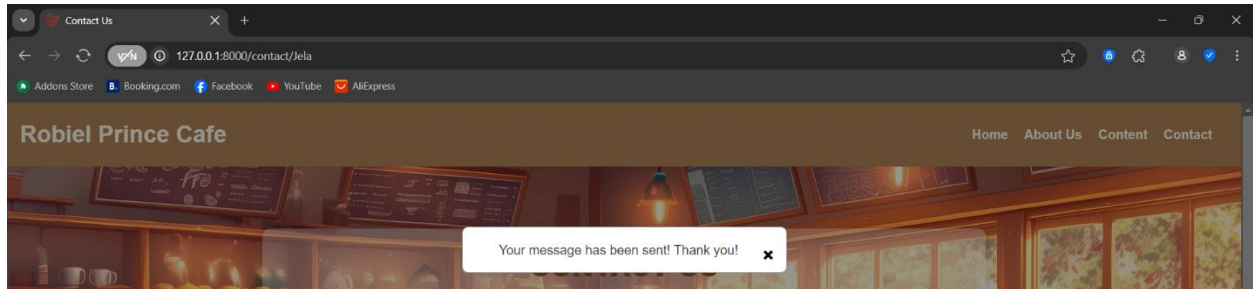 Contact Us
VPN
127.0.0.1:8000/contact/Jela
Addons Store Booking.com Facebook YouTube AliExpress
Robiel Prince Cafe
Home About Us Content Contact
Your message has been sent! Thank you!